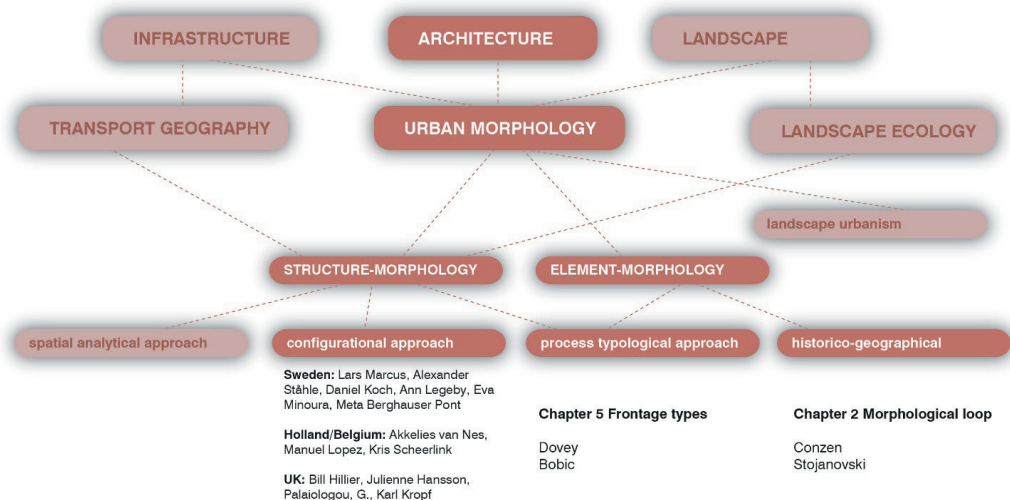 INFRASTRUCTURE
ARCHITECTURE
LANDSCAPE
TRANSPORT GEOGRAPHY
URBAN MORPHOLOGY
LANDSCAPE ECOLOGY
landscape urbanism
STRUCTURE-MORPHOLOGY
ELEMENT-MORPHOLOGY
spatial analytical approach
configurational approach
process typological approach
historico-geographical
Sweden: Lars Marcus, Alexander
Ståhle, Daniel Koch, Ann Legeby, Eva
Minoura, Meta Berghauser Pont
Holland/Belgium: Akkelies van Nes,
Manuel Lopez, Kris Scheerlink
UK: Bill Hillier, Julienne Hansson,
Palaiologou, G., Karl Kropf
Chapter 5 Frontage types
Dovey
Bobic
Chapter 2 Morphological loop
Conzen
Stojanovski